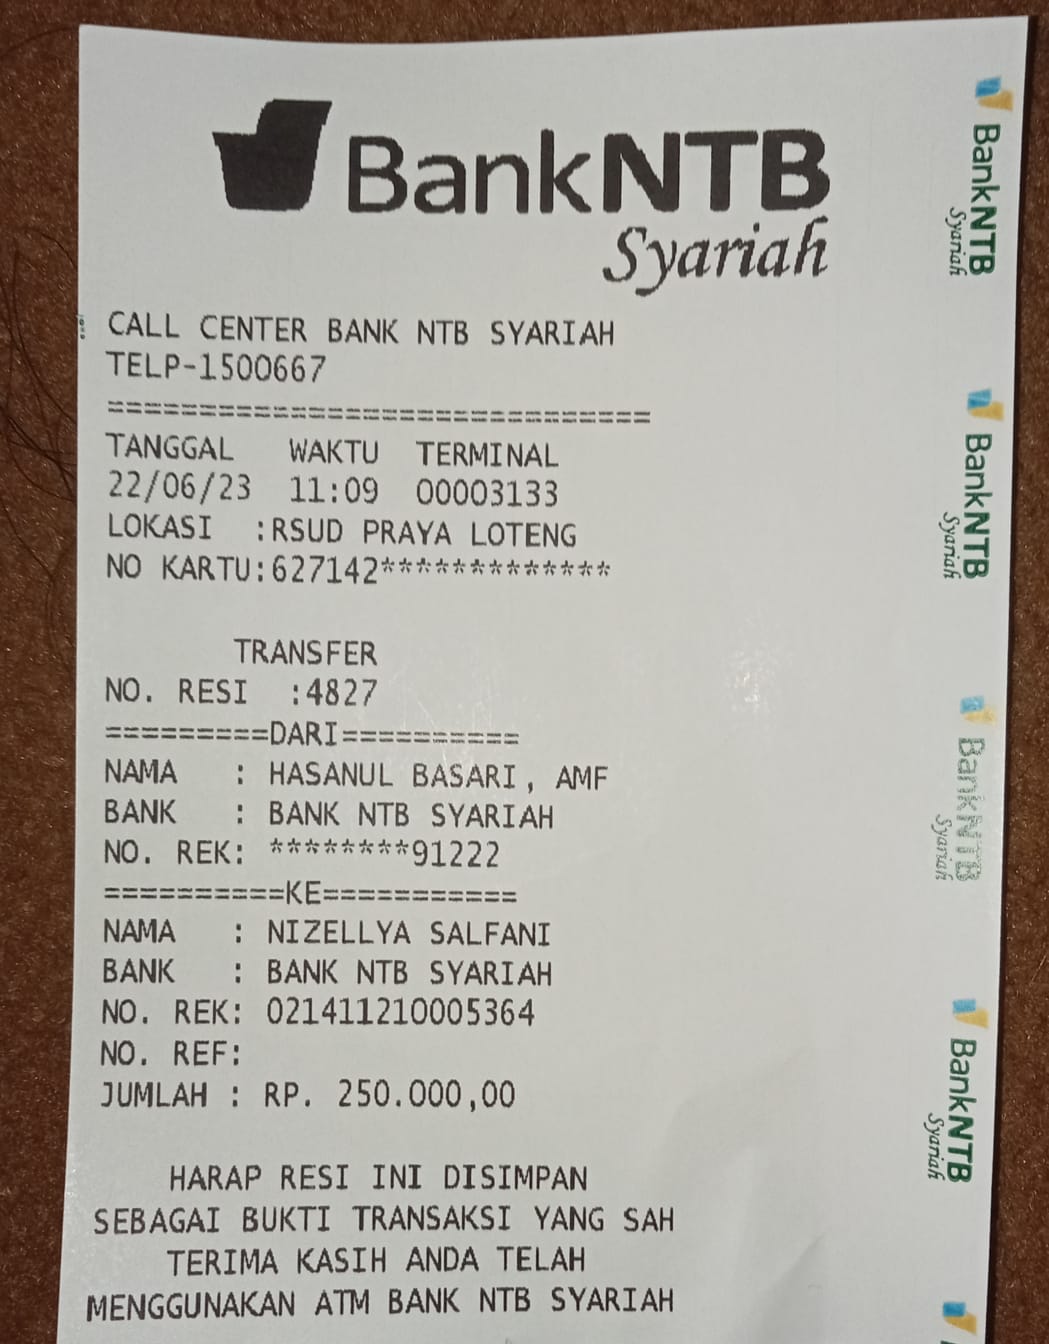 BankNTB
Syariah
CALL CENTER BANK NTB SYARIAH
TELP-1500667
==============================
TANGGAL WAKTU TERMINAL
22/06/23 11:09 00003133
LOKASI :RSUD PRAYA LOTENG
NO KARTU:627142*************
TRANSFER
NO. RESI :4827
=========DARI==========
NAMA : HASANUL BASARI, AMF
BANK : BANK NTB SYARIAH
NO. REK: ********91222
==========KE===========
NAMA : NIZELLYA SALFANI
BANK : BANK NTB SYARIAH
NO. REK: 021411210005364
NO. REF:
JUMLAH : RP. 250.000,00
HARAP RESI INI DISIMPAN
SEBAGAI BUKTI TRANSAKSI YANG SAH
TERIMA KASIH ANDA TELAH
MENGGUNAKAN ATM BANK NTB SYARIAH
BankNTB
Syariah
BankNTB
Syariah
BankNTB
Syariah
BankNTB
Syariah